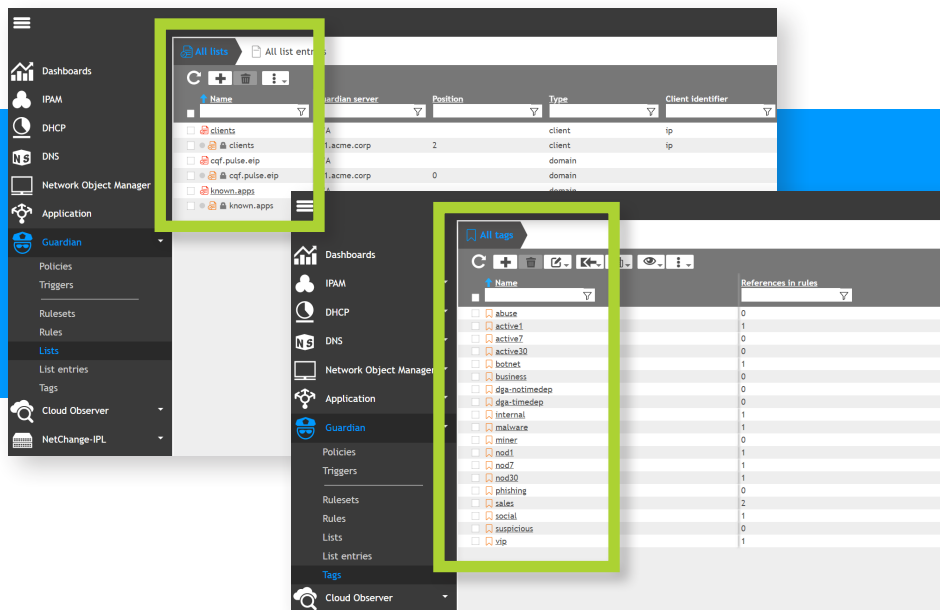 All lists
All list entr s
Dashboards
IPAM
DHCP
DNS
NS
Network Object Manager
Application
Guardian
Policies
Triggers
Rulesets
Rules
Lists
List entries
Tags
Cloud Observer
NetChange-IPL
Name
uardian server
Position
Type
Client identifier
clients
A
client
ip
clients
1.acme.corp
2
client
ip
cqf.pulse.eip
A
domain
cqf.pulse.eip
1.acme.corp
0
domain
known.apps
domain
known.apps
Dashboards
IPAM
DHCP
DNS
NS
Network Object Manager
Application
Guardian
Policies
Triggers
Rulesets
Rules
Lists
List entries
Tags
Cloud Observer
All tags
Name
References in rules
abuse 0
active1 1
active7 0
active30 0
botnet 1
business 0
dga-notimedep 0
dga-timedep 0
internal 1
malware 1
miner 0
nod1 1
nod7 1
nod30 1
phishing 0
sales 2
social 1
suspicious 0
vip 1